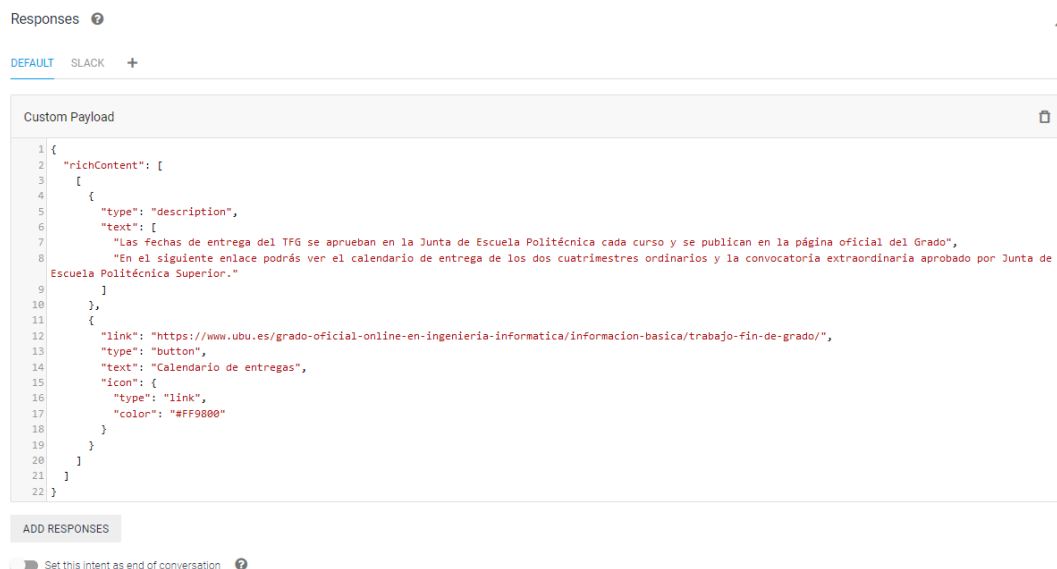 Responses ?
DEFAULT SLACK +
Custom Payload
1 {
2 "richContent": [
3 [
4 {
5 "type": "description",
6 "text": [
7 "Las fechas de entrega del TFG se aprueban en la Junta de Escuela Politécnica cada curso y se publican en la página oficial del Grado",
8 "En el siguiente enlace podrás ver el calendario de entrega de los dos cuatrimestres ordinarios y la convocatoria extraordinaria aprobado por Junta de
Escuela Politécnica Superior."
9 ]
10 },
11 {
12 "link": "https://www.ubu.es/grado-oficial-online-en-ingenieria-informatica/informacion-basica/trabajo-fin-de-grado/",
13 "type": "button",
14 "text": "Calendario de entregas",
15 "icon": {
16 "type": "link",
17 "color": "#FF9800"
18 }
19 }
20 ]
21 ]
22 }
ADD RESPONSES
Set this intent as end of conversation ?